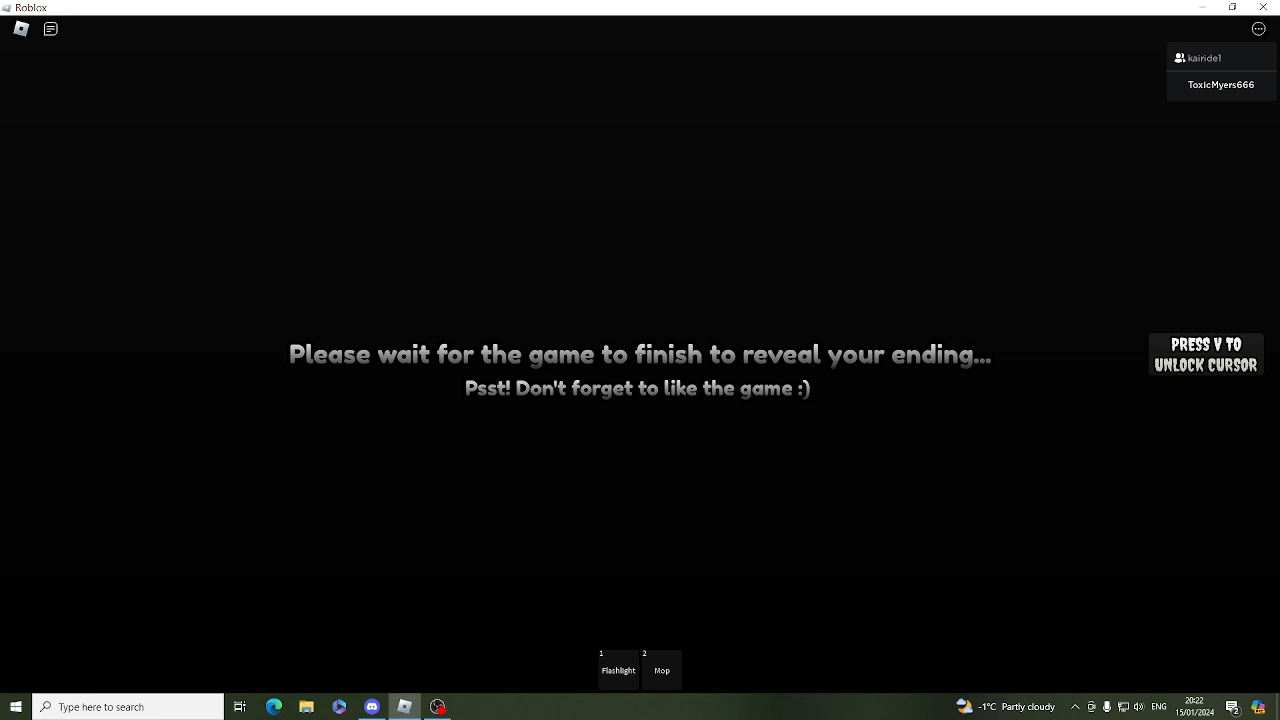 Roblox
kairide1
ToxicMyers666
PRESS V TO
UNLOCK CURSOR
Please wait for the game to finish to reveal your ending...
Psst! Don't forget to like the game :)
1
Flashlight
2
Mop
Type here to search
-1°C Partly cloudy
ENG
20:22
15/01/2024